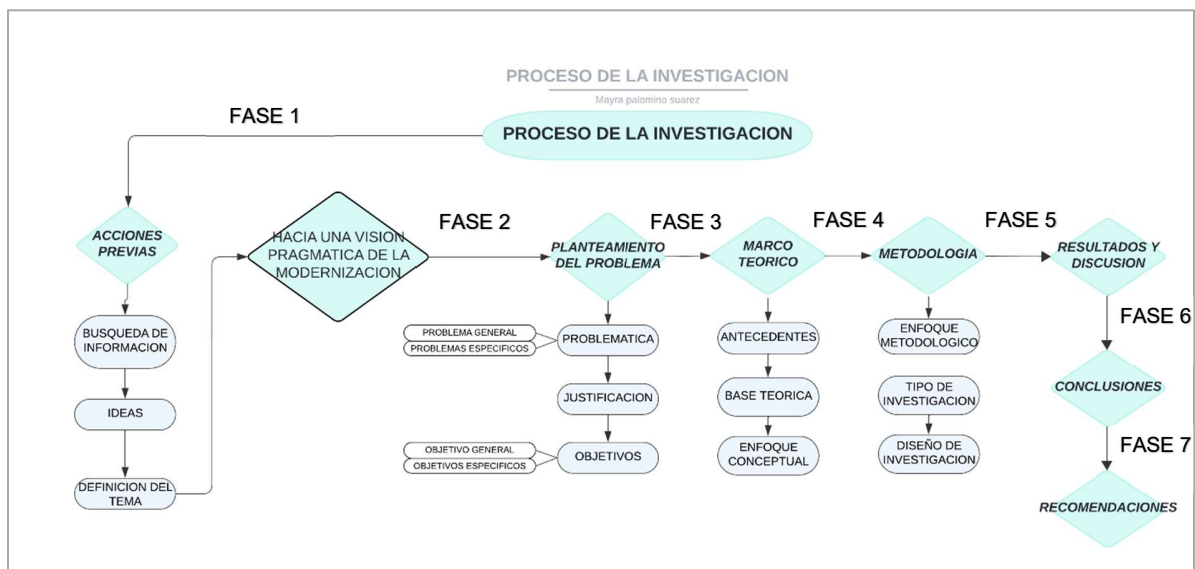 PROCESO DE LA INVESTIGACION
Mayra palomino suarez
PROCESO DE LA INVESTIGACION
FASE 1
ACCIONES
PREVIAS
BUSQUEDA DE
INFORMACION
IDEAS
DEFINICION DEL
TEMA
HACIA UNA VISION
PRAGMATICA DE LA
MODERNIZACION
FASE 2
PLANTEAMIENTO
DEL PROBLEMA
PROBLEMA GENERAL
PROBLEMAS ESPECIFICOS
PROBLEMATICA
JUSTIFICACION
OBJETIVO GENERAL
OBJETIVOS ESPECIFICOS
OBJETIVOS
FASE 3
MARCO
TEORICO
ANTECEDENTES
BASE TEORICA
ENFOQUE
CONCEPTUAL
FASE 4
METODOLOGIA
ENFOQUE
METODOLOGICO
TIPO DE
INVESTIGACION
DISEÑO DE
INVESTIGACION
FASE 5
RESULTADOS Y
DISCUSION
FASE 6
CONCLUSIONES
FASE 7
RECOMENDACIONES